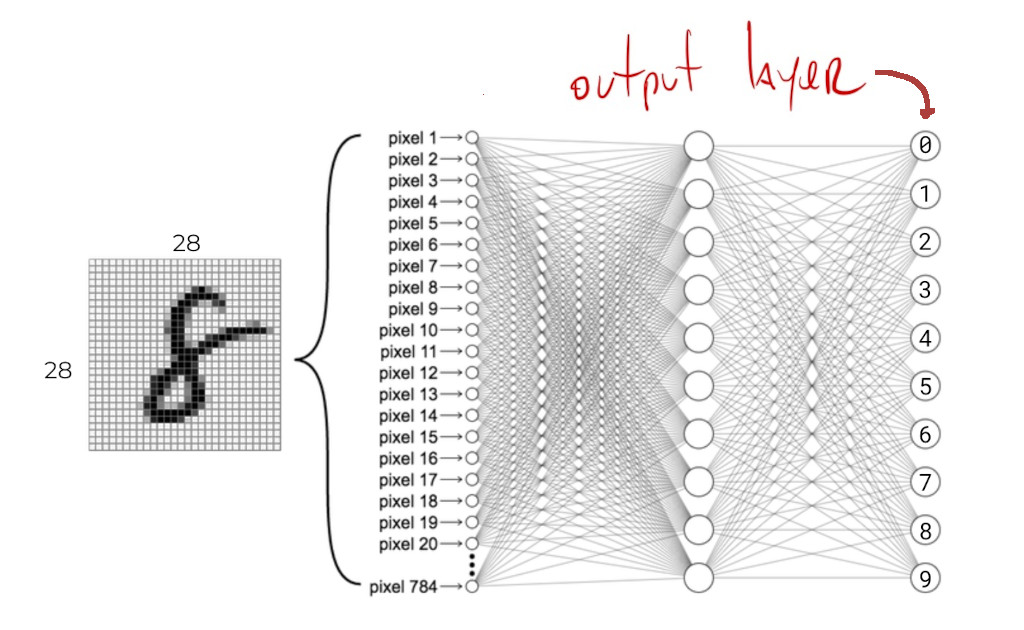 output layer
28
28
pixel 1
pixel 2
pixel 3
pixel 4
pixel 5
pixel 6
pixel 7
pixel 8
pixel 9
pixel 10
pixel 11
pixel 12
pixel 13
pixel 14
pixel 15
pixel 16
pixel 17
pixel 18
pixel 19
pixel 20
pixel 784
8
0
1
2
3
4
5
6
7
8
9